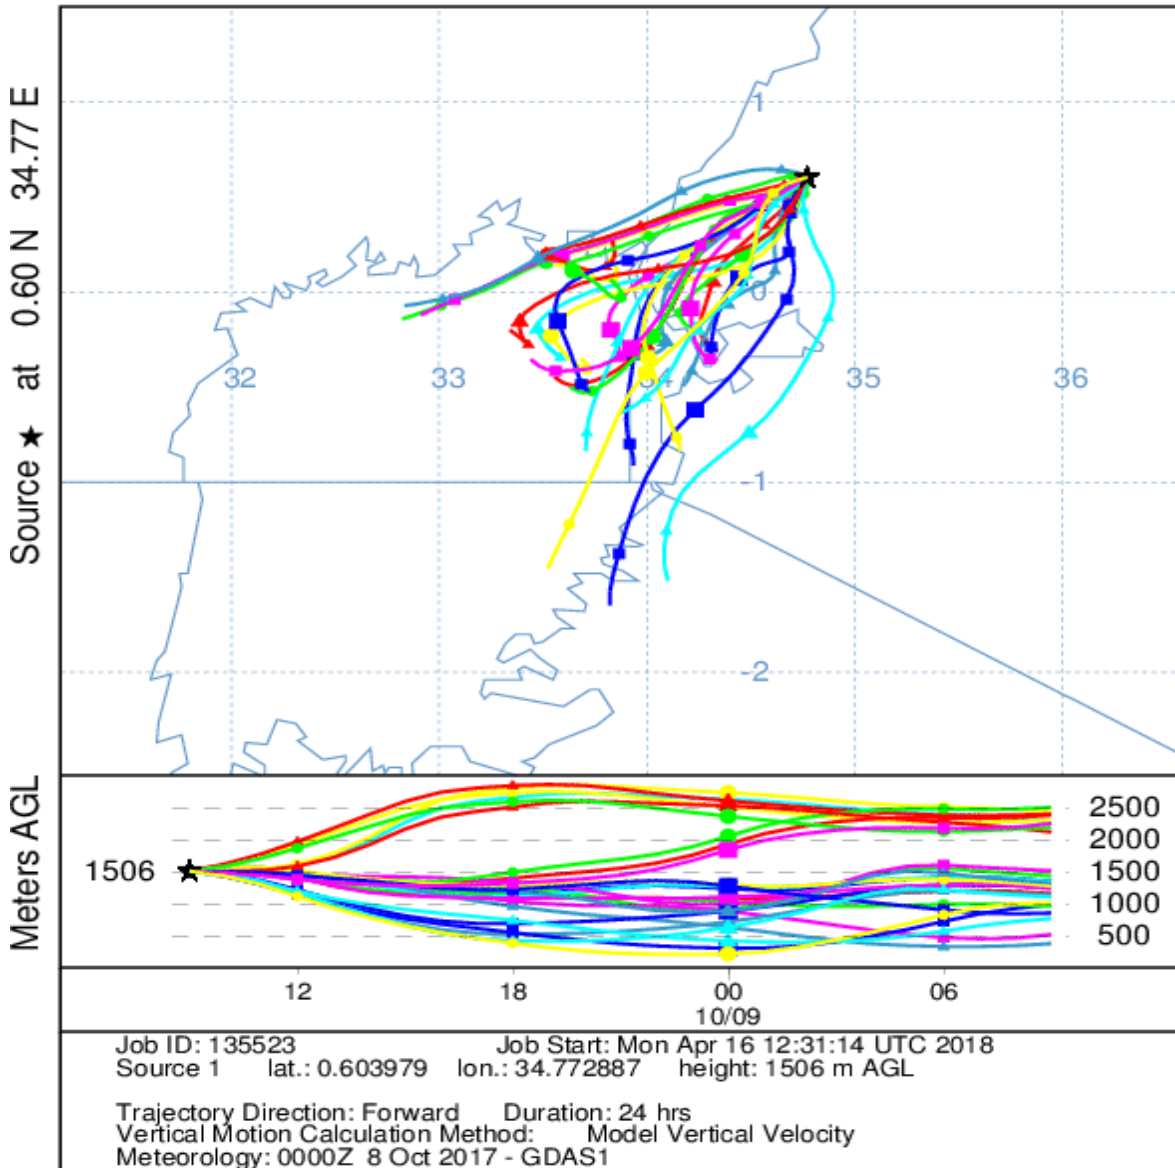 Source ★ at 0.60 N 34.77 E
1
0
32
33
34
35
36
-1
-2
Meters AGL
1506
2500
2000
1500
1000
500
12
18
00
06
10/09
Job ID: 135523 Job Start: Mon Apr 16 12:31:14 UTC 2018
Source 1 lat.: 0.603979 lon.: 34.772887 height: 1506 m AGL
Trajectory Direction: Forward Duration: 24 hrs
Vertical Motion Calculation Method: Model Vertical Velocity
Meteorology: 0000Z 8 Oct 2017 - GDAS1